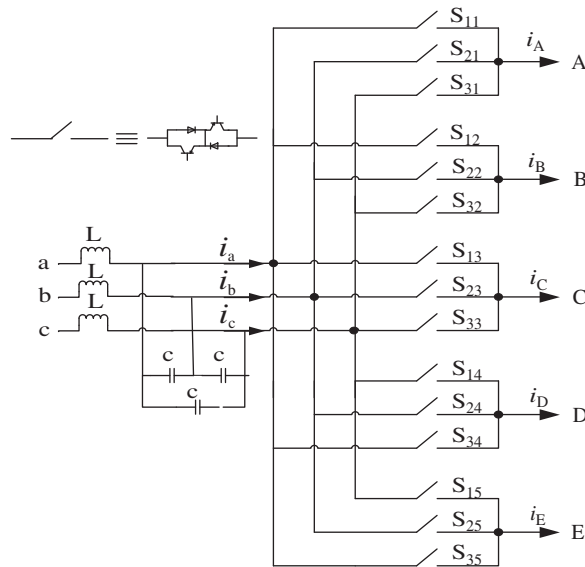 S11
iA
S21
A
S31
S12
iB
S22
B
S32
L
a
ia
S13
iC
L
b
ib
S23
C
L
c
ic
S33
c
c
c
S14
iD
S24
D
S34
S15
iE
S25
E
S35